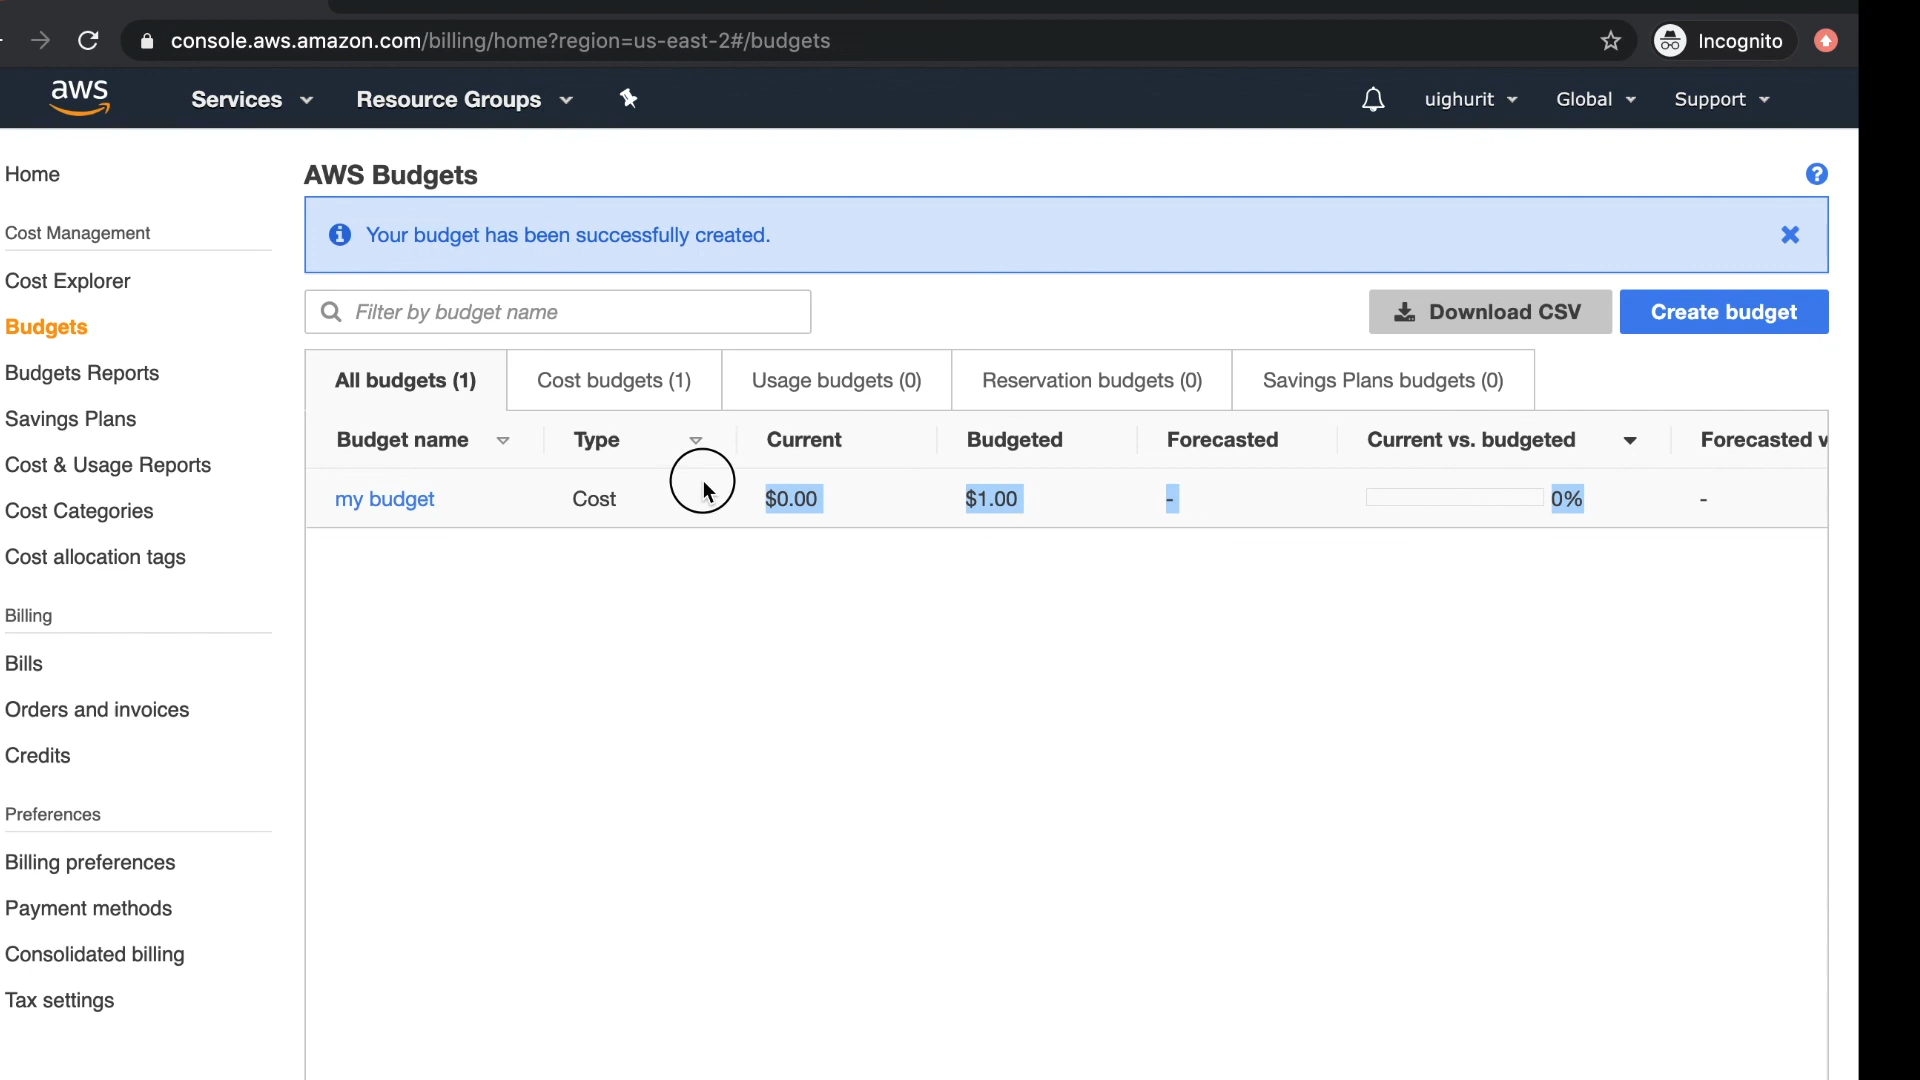 console.aws.amazon.com/billing/home?region=us-east-2#/budgets
Incognito
aws
Services
Resource Groups
uighurit
Global
Support
Home
Cost Management
Cost Explorer
Budgets
Budgets Reports
Savings Plans
Cost & Usage Reports
Cost Categories
Cost allocation tags
Billing
Bills
Orders and invoices
Credits
Preferences
Billing preferences
Payment methods
Consolidated billing
Tax settings
AWS Budgets
?
Your budget has been successfully created.
Filter by budget name
Download CSV
Create budget
All budgets (1)
Cost budgets (1)
Usage budgets (0)
Reservation budgets (0)
Savings Plans budgets (0)
Budget name
Type
Current
Budgeted
Forecasted
Current vs. budgeted
Forecasted v
my budget
Cost
$0.00
$1.00
-
0%
-